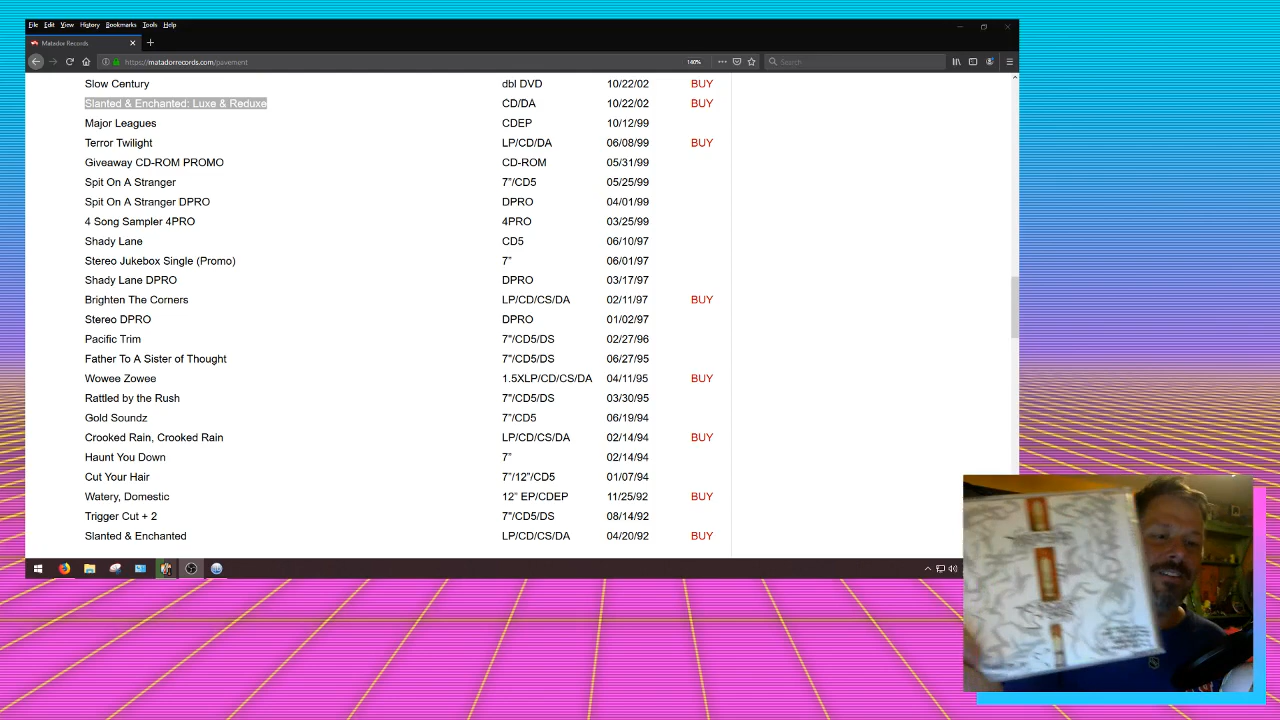 File Edit View History Bookmarks Tools Help
Matador Records
https://matadorrecords.com/pavement 140% Search
Slow Century dbl DVD 10/22/02 BUY
Slanted & Enchanted: Luxe & Reduxe CD/DA 10/22/02 BUY
Major Leagues CDEP 10/12/99
Terror Twilight LP/CD/DA 06/08/99 BUY
Giveaway CD-ROM PROMO CD-ROM 05/31/99
Spit On A Stranger 7"/CD5 05/25/99
Spit On A Stranger DPRO DPRO 04/01/99
4 Song Sampler 4PRO 4PRO 03/25/99
Shady Lane CD5 06/10/97
Stereo Jukebox Single (Promo) 7" 06/01/97
Shady Lane DPRO DPRO 03/17/97
Brighten The Corners LP/CD/CS/DA 02/11/97 BUY
Stereo DPRO DPRO 01/02/97
Pacific Trim 7"/CD5/DS 02/27/96
Father To A Sister of Thought 7"/CD5/DS 06/27/95
Wowee Zowee 1.5XLP/CD/CS/DA 04/11/95 BUY
Rattled by the Rush 7"/CD5/DS 03/30/95
Gold Soundz 7"/CD5 06/19/94
Crooked Rain, Crooked Rain LP/CD/CS/DA 02/14/94 BUY
Haunt You Down 7" 02/14/94
Cut Your Hair 7"/12"/CD5 01/07/94
Watery, Domestic 12" EP/CDEP 11/25/92 BUY
Trigger Cut + 2 7"/CD5/DS 08/14/92
Slanted & Enchanted LP/CD/CS/DA 04/20/92 BUY